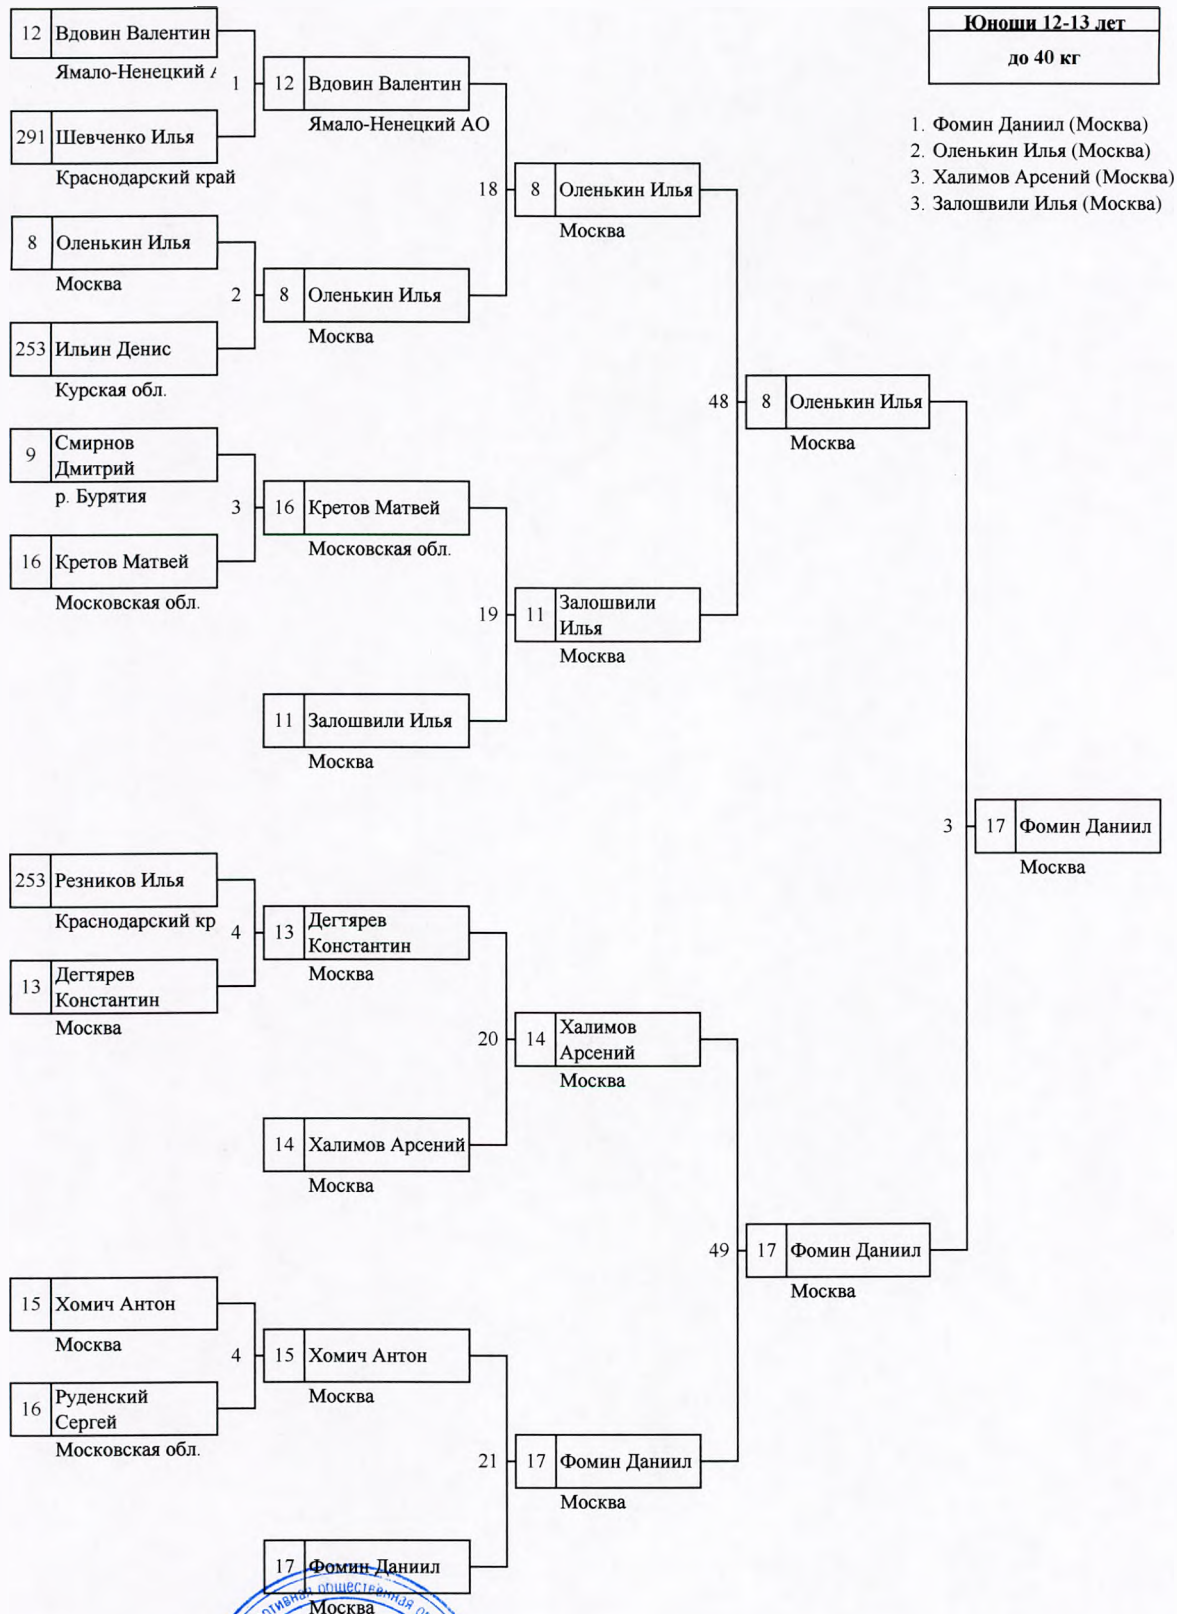 Юноши 12-13 лет
до 40 кг
1. Фомин Даниил (Москва)
2. Оленькин Илья (Москва)
3. Халимов Арсений (Москва)
3. Залошвили Илья (Москва)
12 Вдовин Валентин
Ямало-Ненецкий
1
291 Шевченко Илья
Краснодарский край
8 Оленькин Илья
Москва
2
253 Ильин Денис
Курская обл.
9 Смирнов
Дмитрий
р. Бурятия
3
16 Кретов Матвей
Московская обл.
253 Резников Илья
Краснодарский кр
4
13 Дегтярев
Константин
Москва
15 Хомич Антон
Москва
4
16 Руденский
Сергей
Московская обл.
12 Вдовин Валентин
Ямало-Ненецкий АО
18
8 Оленькин Илья
Москва
16 Кретов Матвей
Московская обл.
19
11 Залошвили Илья
Москва
13 Дегтярев
Константин
Москва
20
14 Халимов Арсений
Москва
15 Хомич Антон
Москва
21
17 Фомин Даниил
Москва
8 Оленькин Илья
Москва
48
11 Залошвили
Илья
Москва
14 Халимов
Арсений
Москва
49
17 Фомин Даниил
Москва
8 Оленькин Илья
Москва
3
17 Фомин Даниил
Москва
17 Фомин Даниил
Москва
общественная